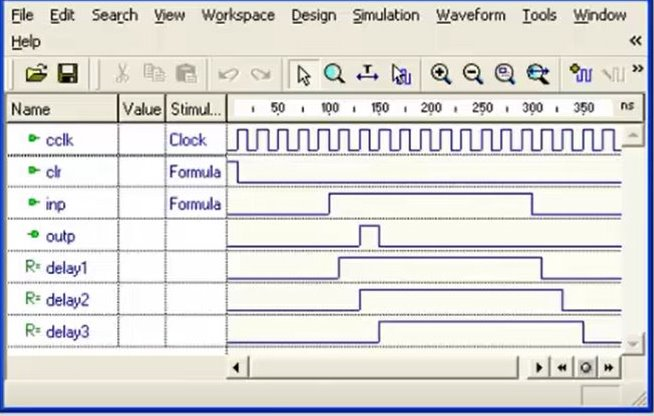 File Edit Search View Workspace Design Simulation Waveform Tools Window
Help
Name Value Stimul... 50 100 150 200 250 300 350 ns
cclk Clock
clr Formula
inp Formula
outp
R= delay1
R= delay2
R= delay3